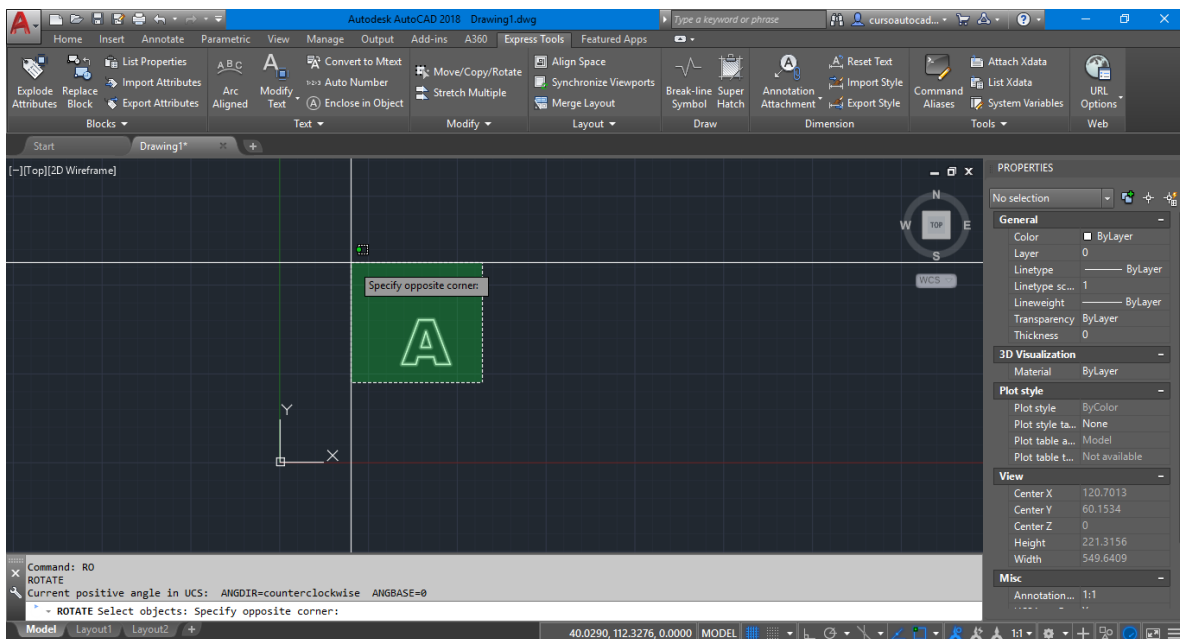 A
Autodesk AutoCAD 2018 Drawing1.dwg
Type a keyword or phrase
cursoautocad...
Home Insert Annotate Parametric View Manage Output Add-ins A360 Express Tools Featured Apps
Explode Attributes
Replace Block
List Properties
Import Attributes
Export Attributes
Blocks
ABC
Arc Aligned
Modify Text
Convert to Mtext
Auto Number
Enclose in Object
Text
Move/Copy/Rotate
Stretch Multiple
Modify
Align Space
Synchronize Viewports
Merge Layout
Layout
Break-line Symbol
Super Hatch
Draw
Annotation Attachment
Reset Text
Import Style
Export Style
Dimension
Command Aliases
Attach Xdata
List Xdata
System Variables
Tools
URL Options
Web
Start Drawing1*
[−][Top][2D Wireframe]
N
W TOP E
S
WCS
Specify opposite corner:
A
Y
X
PROPERTIES
No selection
General
Color ByLayer
Layer 0
Linetype ByLayer
Linetype sc... 1
Lineweight ByLayer
Transparency ByLayer
Thickness 0
3D Visualization
Material ByLayer
Plot style
Plot style ByColor
Plot style ta... None
Plot table a... Model
Plot table t... Not available
View
Center X 120.7013
Center Y 60.1534
Center Z 0
Height 221.3156
Width 549.6409
Misc
Annotation... 1:1
Command: RO
ROTATE
Current positive angle in UCS: ANGDIR=counterclockwise ANGBASE=0
ROTATE Select objects: Specify opposite corner:
Model Layout1 Layout2 +
40.0290, 112.3276, 0.0000 MODEL 1:1